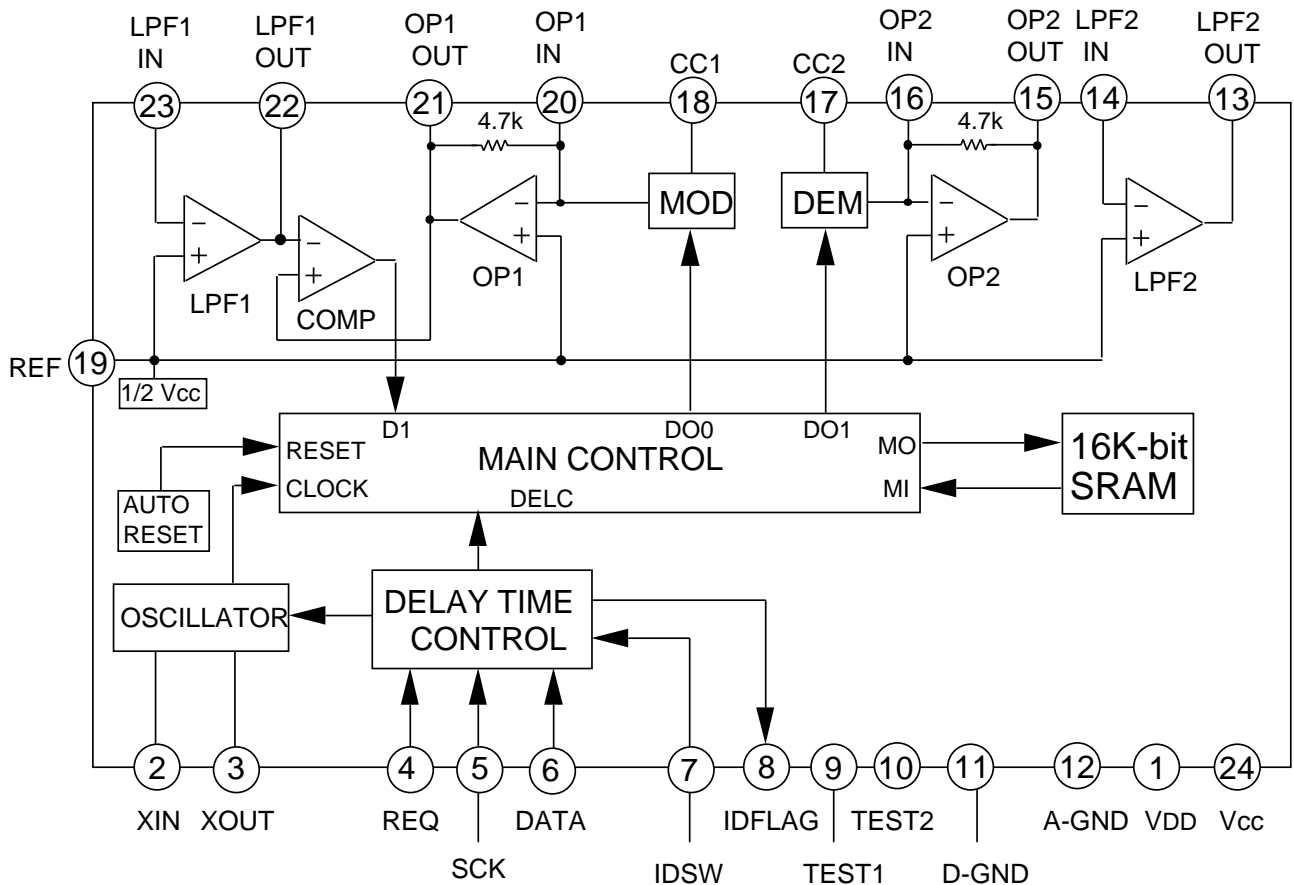 LPF1 IN
LPF1 OUT
OP1 OUT
OP1 IN
CC1
CC2
OP2 IN
OP2 OUT
LPF2 IN
LPF2 OUT
23
22
21
20
18
17
16
15
14
13
4.7k
4.7k
MOD
DEM
−
+
LPF1
−
+
COMP
−
+
OP1
−
+
OP2
−
+
LPF2
REF
19
1/2 Vcc
D1
DO0
DO1
RESET
CLOCK
MAIN CONTROL
DELC
MO
MI
16K-bit
SRAM
AUTO
RESET
OSCILLATOR
DELAY TIME
CONTROL
2
3
4
5
6
7
8
9
10
11
12
1
24
XIN
XOUT
REQ
SCK
DATA
IDSW
IDFLAG
TEST1
TEST2
D-GND
A-GND
VDD
Vcc